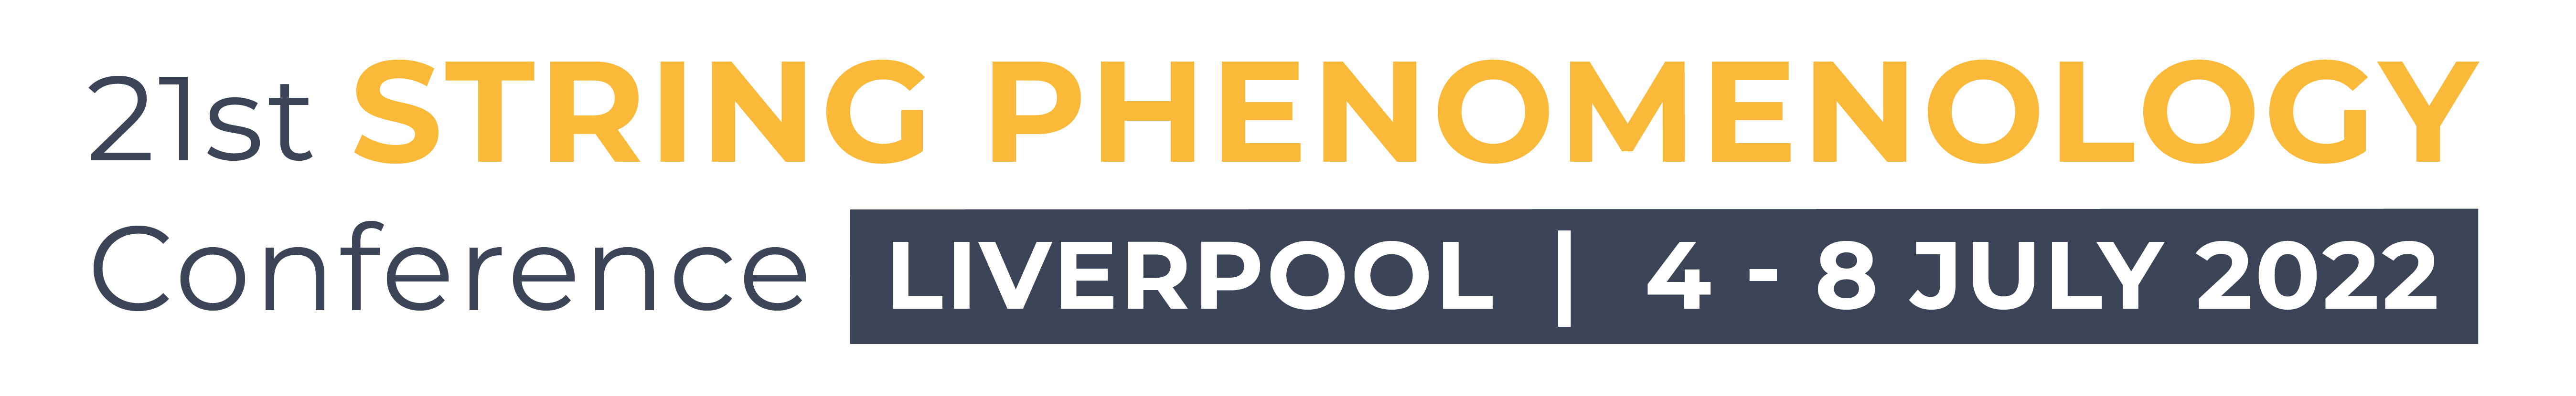 21st STRING PHENOMENOLOGY
Conference LIVERPOOL | 4 - 8 JULY 2022